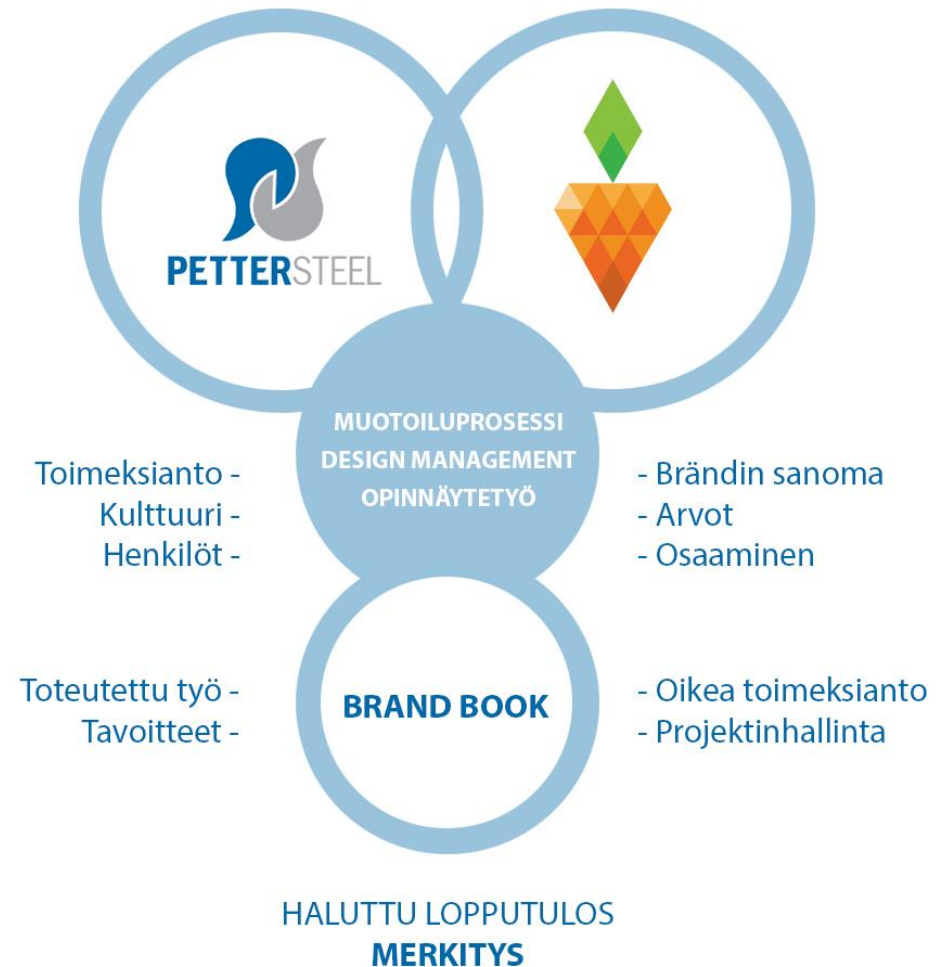 PETTERSTEEL
MUOTOILUPROSESSI
DESIGN MANAGEMENT
OPINNÄYTETYÖ
Toimeksianto -
Kulttuuri -
Henkilöt -
- Brändin sanoma
- Arvot
- Osaaminen
Toteutettu työ -
Tavoitteet -
BRAND BOOK
- Oikea toimeksianto
- Projektinhallinta
HALUTTU LOPPUTULOS
MERKITYS